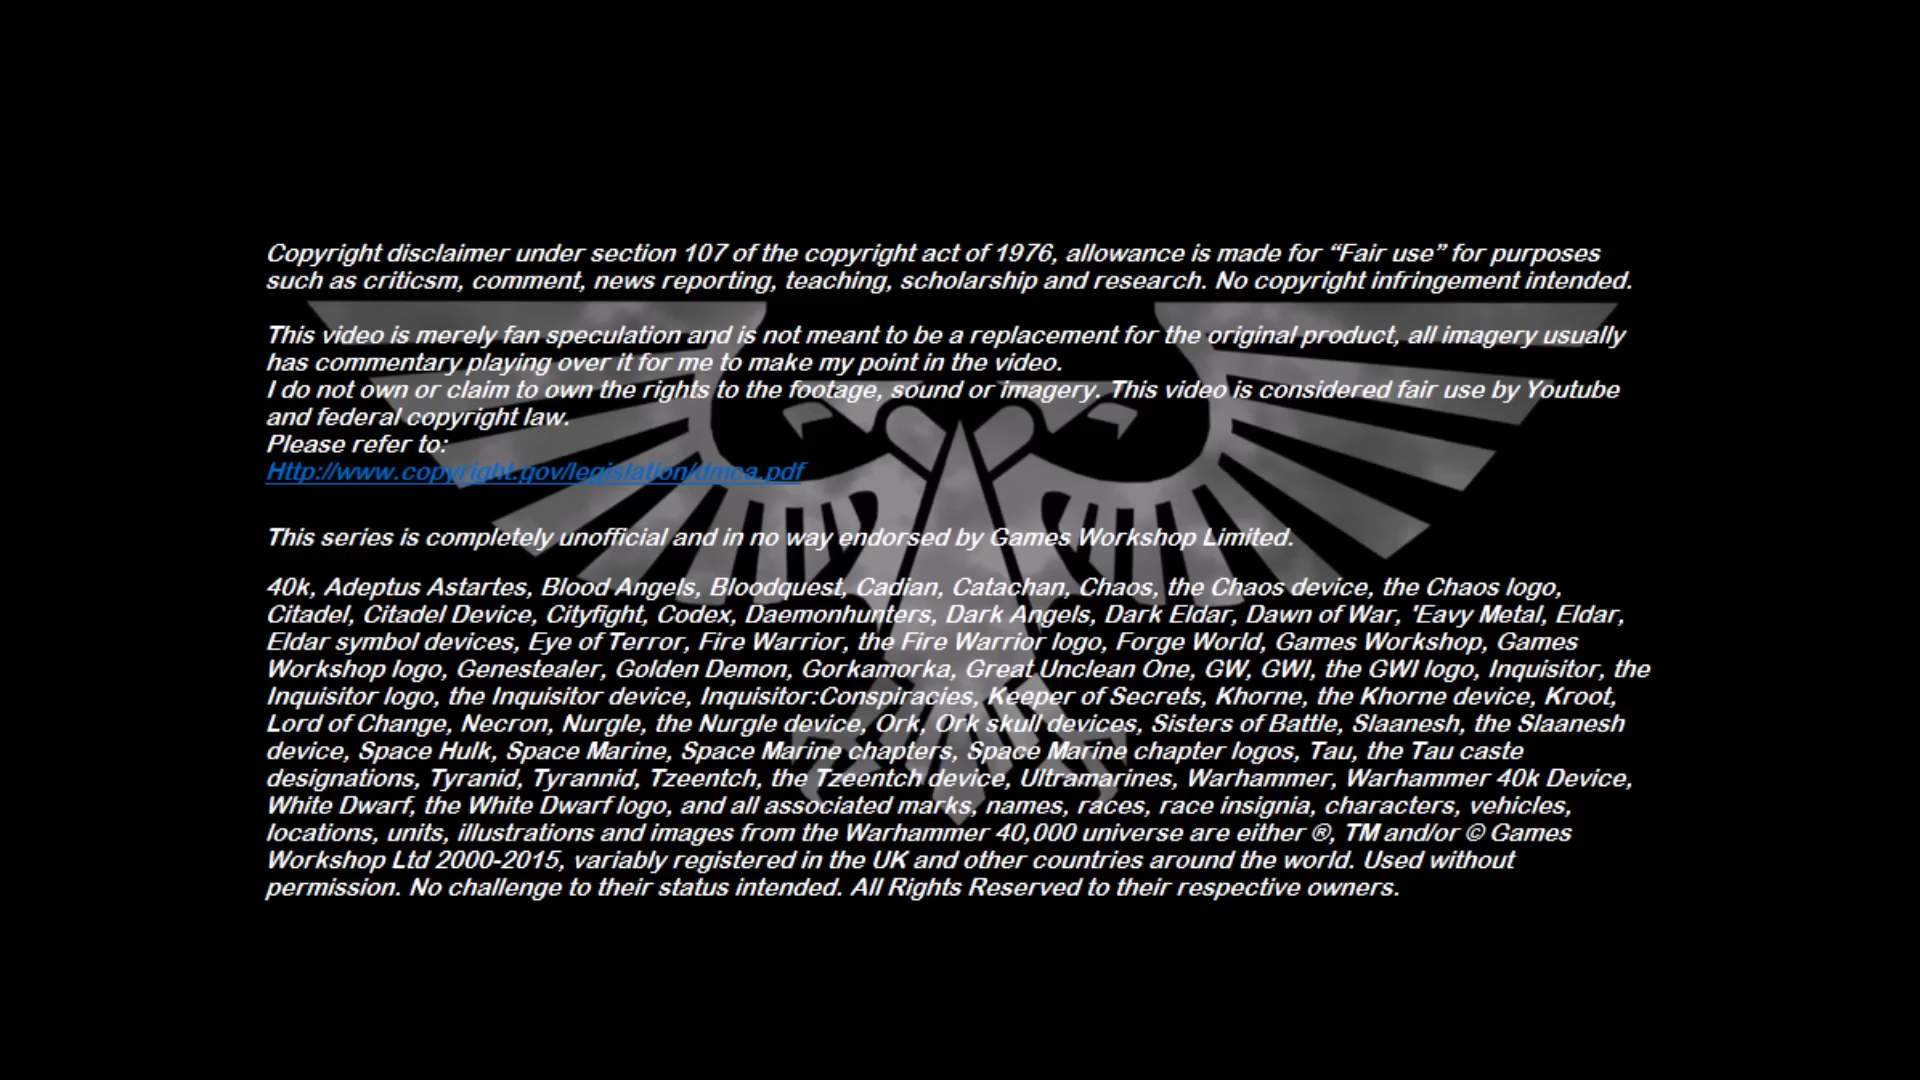 Copyright disclaimer under section 107 of the copyright act of 1976, allowance is made for “Fair use” for purposes
such as criticsm, comment, news reporting, teaching, scholarship and research. No copyright infringement intended.
This video is merely fan speculation and is not meant to be a replacement for the original product, all imagery usually
has commentary playing over it for me to make my point in the video.
I do not own or claim to own the rights to the footage, sound or imagery. This video is considered fair use by Youtube
and federal copyright law.
Please refer to:
Http://www.copyright.gov/legislation/dmca.pdf
This series is completely unofficial and in no way endorsed by Games Workshop Limited.
40k, Adeptus Astartes, Blood Angels, Bloodquest, Cadian, Catachan, Chaos, the Chaos device, the Chaos logo,
Citadel, Citadel Device, Cityfight, Codex, Daemonhunters, Dark Angels, Dark Eldar, Dawn of War, 'Eavy Metal, Eldar,
Eldar symbol devices, Eye of Terror, Fire Warrior, the Fire Warrior logo, Forge World, Games Workshop, Games
Workshop logo, Genestealer, Golden Demon, Gorkamorka, Great Unclean One, GW, GWI, the GWI logo, Inquisitor, the
Inquisitor logo, the Inquisitor device, Inquisitor:Conspiracies, Keeper of Secrets, Khorne, the Khorne device, Kroot,
Lord of Change, Necron, Nurgle, the Nurgle device, Ork, Ork skull devices, Sisters of Battle, Slaanesh, the Slaanesh
device, Space Hulk, Space Marine, Space Marine chapters, Space Marine chapter logos, Tau, the Tau caste
designations, Tyranid, Tyrannid, Tzeentch, the Tzeentch device, Ultramarines, Warhammer, Warhammer 40k Device,
White Dwarf, the White Dwarf logo, and all associated marks, names, races, race insignia, characters, vehicles,
locations, units, illustrations and images from the Warhammer 40,000 universe are either ®, TM and/or © Games
Workshop Ltd 2000-2015, variably registered in the UK and other countries around the world. Used without
permission. No challenge to their status intended. All Rights Reserved to their respective owners.